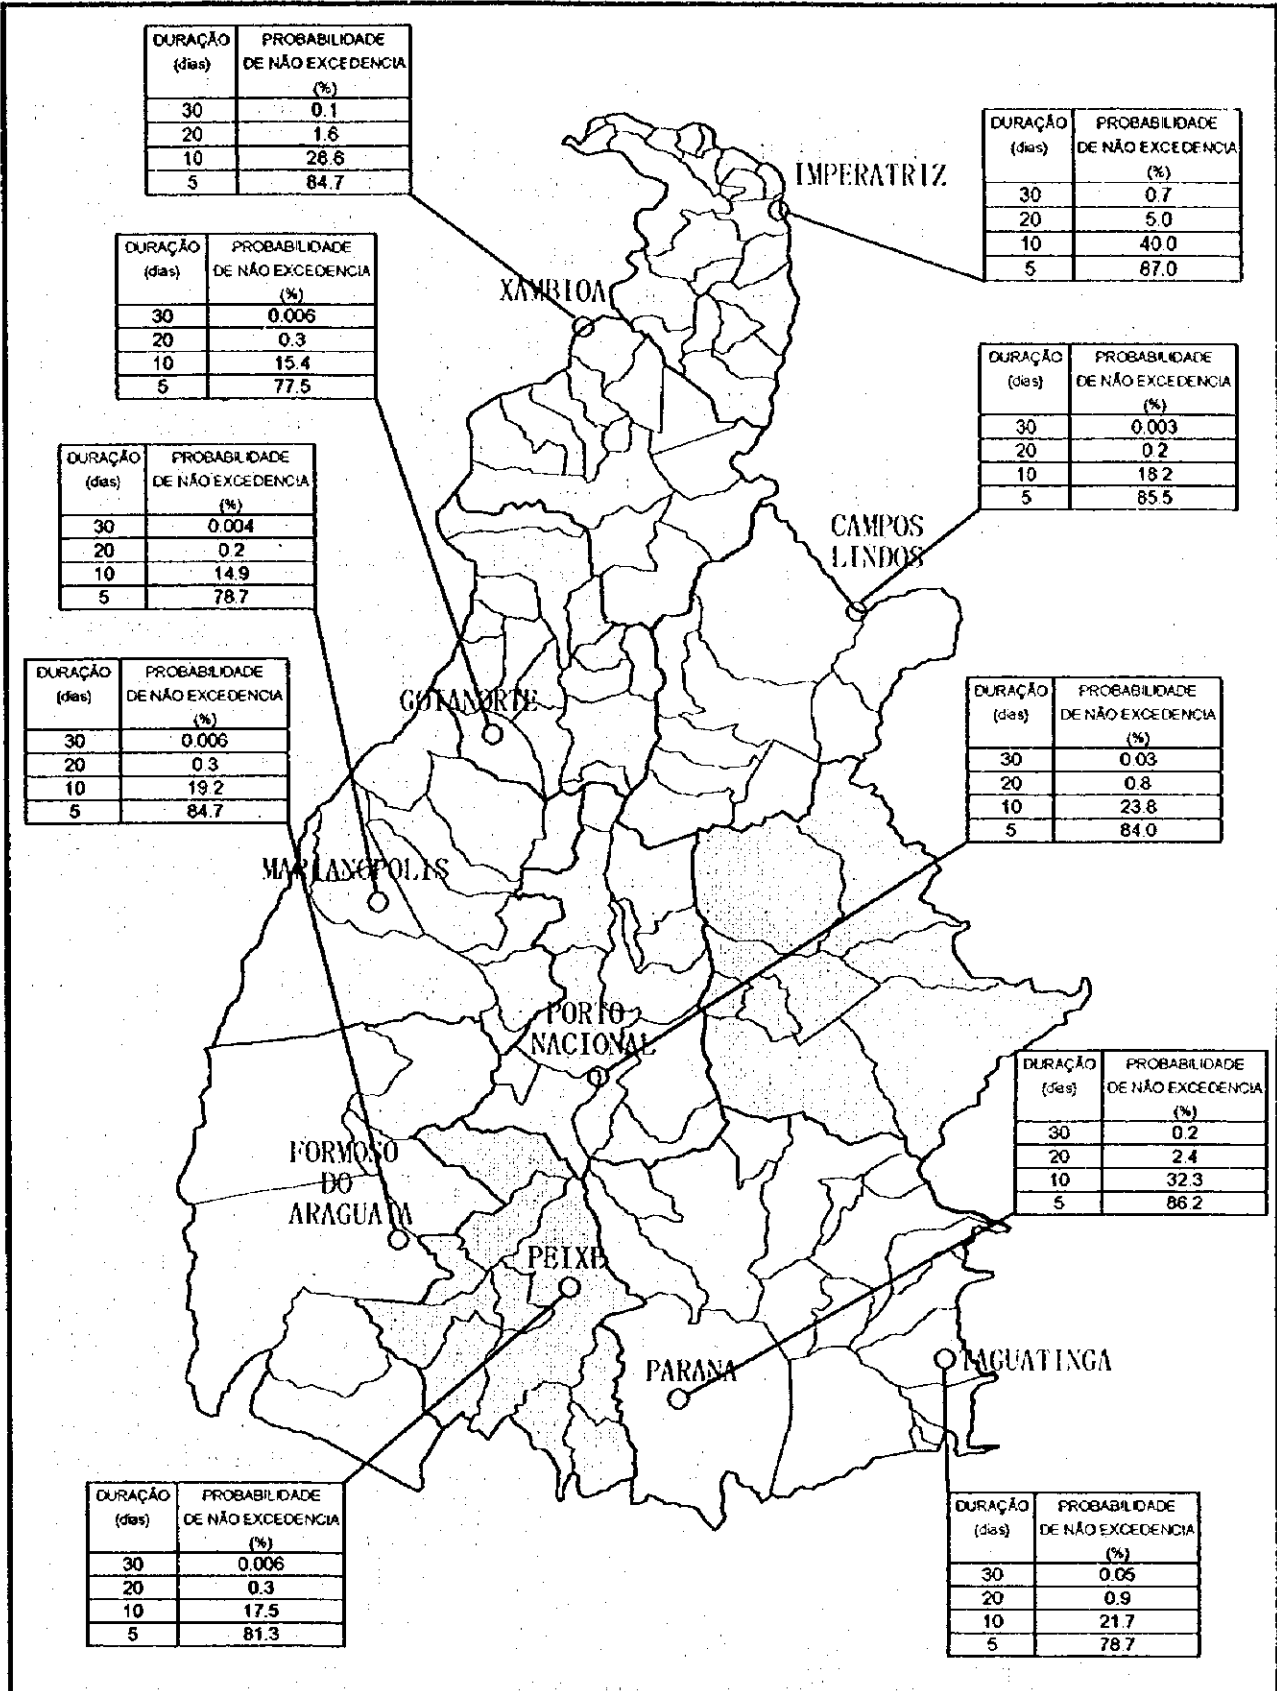 DURAÇÃO PROBABILIDADE
(dias) DE NÃO EXCEDENCIA
(%)
30 0.1
20 1.6
10 28.6
5 84.7
DURAÇÃO PROBABILIDADE
(dias) DE NÃO EXCEDENCIA
(%)
30 0.7
20 5.0
10 40.0
5 87.0
IMPERATRIZ
DURAÇÃO PROBABILIDADE
(dias) DE NÃO EXCEDENCIA
(%)
30 0.006
20 0.3
10 15.4
5 77.5
XAMBIOA
DURAÇÃO PROBABILIDADE
(dias) DE NÃO EXCEDENCIA
(%)
30 0.003
20 0.2
10 18.2
5 85.5
DURAÇÃO PROBABILIDADE
(dias) DE NÃO EXCEDENCIA
(%)
30 0.004
20 0.2
10 14.9
5 78.7
CAMPOS
LINDOS
DURAÇÃO PROBABILIDADE
(dias) DE NÃO EXCEDENCIA
(%)
30 0.006
20 0.3
10 19.2
5 84.7
GOIANORTE
DURAÇÃO PROBABILIDADE
(dias) DE NÃO EXCEDENCIA
(%)
30 0.03
20 0.8
10 23.8
5 84.0
MARIANOPOLIS
PORTO
NACIONAL
DURAÇÃO PROBABILIDADE
(dias) DE NÃO EXCEDENCIA
(%)
30 0.2
20 2.4
10 32.3
5 86.2
FORMOSO
DO
ARAGUAIA
PEIXE
PARANA
TAGUATINGA
DURAÇÃO PROBABILIDADE
(dias) DE NÃO EXCEDENCIA
(%)
30 0.006
20 0.3
10 17.5
5 81.3
DURAÇÃO PROBABILIDADE
(dias) DE NÃO EXCEDENCIA
(%)
30 0.05
20 0.9
10 21.7
5 78.7